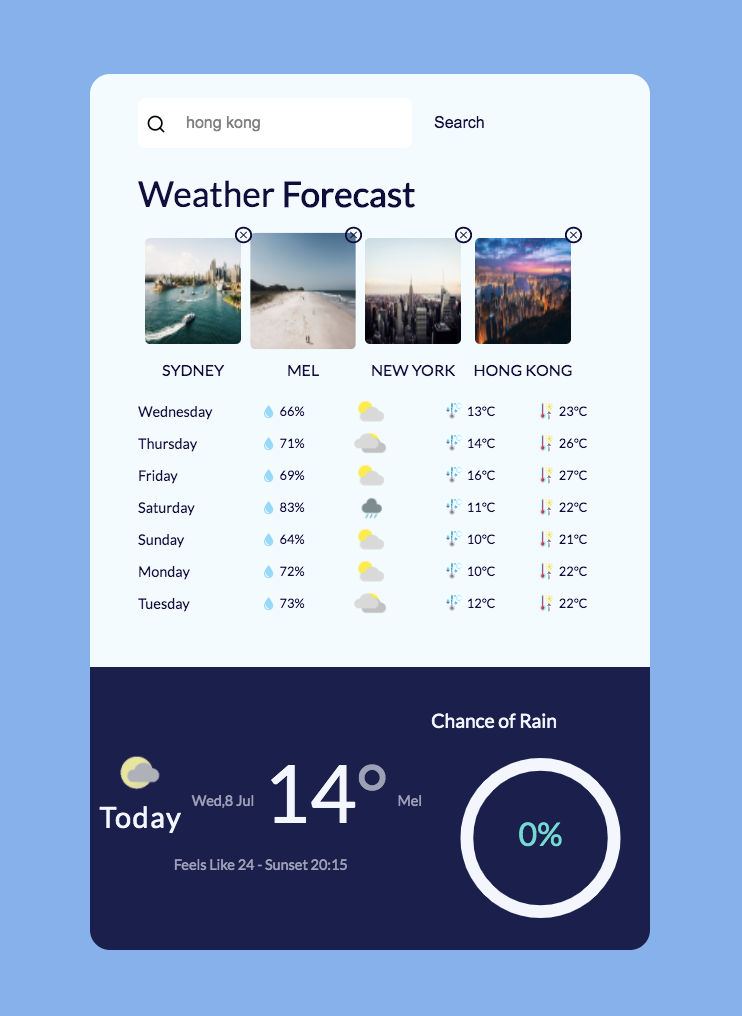 hong kong Search
Weather Forecast
SYDNEY MEL NEW YORK HONG KONG
Wednesday 66% 13°C 23°C
Thursday 71% 14°C 26°C
Friday 69% 16°C 27°C
Saturday 83% 11°C 22°C
Sunday 64% 10°C 21°C
Monday 72% 10°C 22°C
Tuesday 73% 12°C 22°C
Chance of Rain
Today Wed,8 Jul 14° Mel
0%
Feels Like 24 - Sunset 20:15